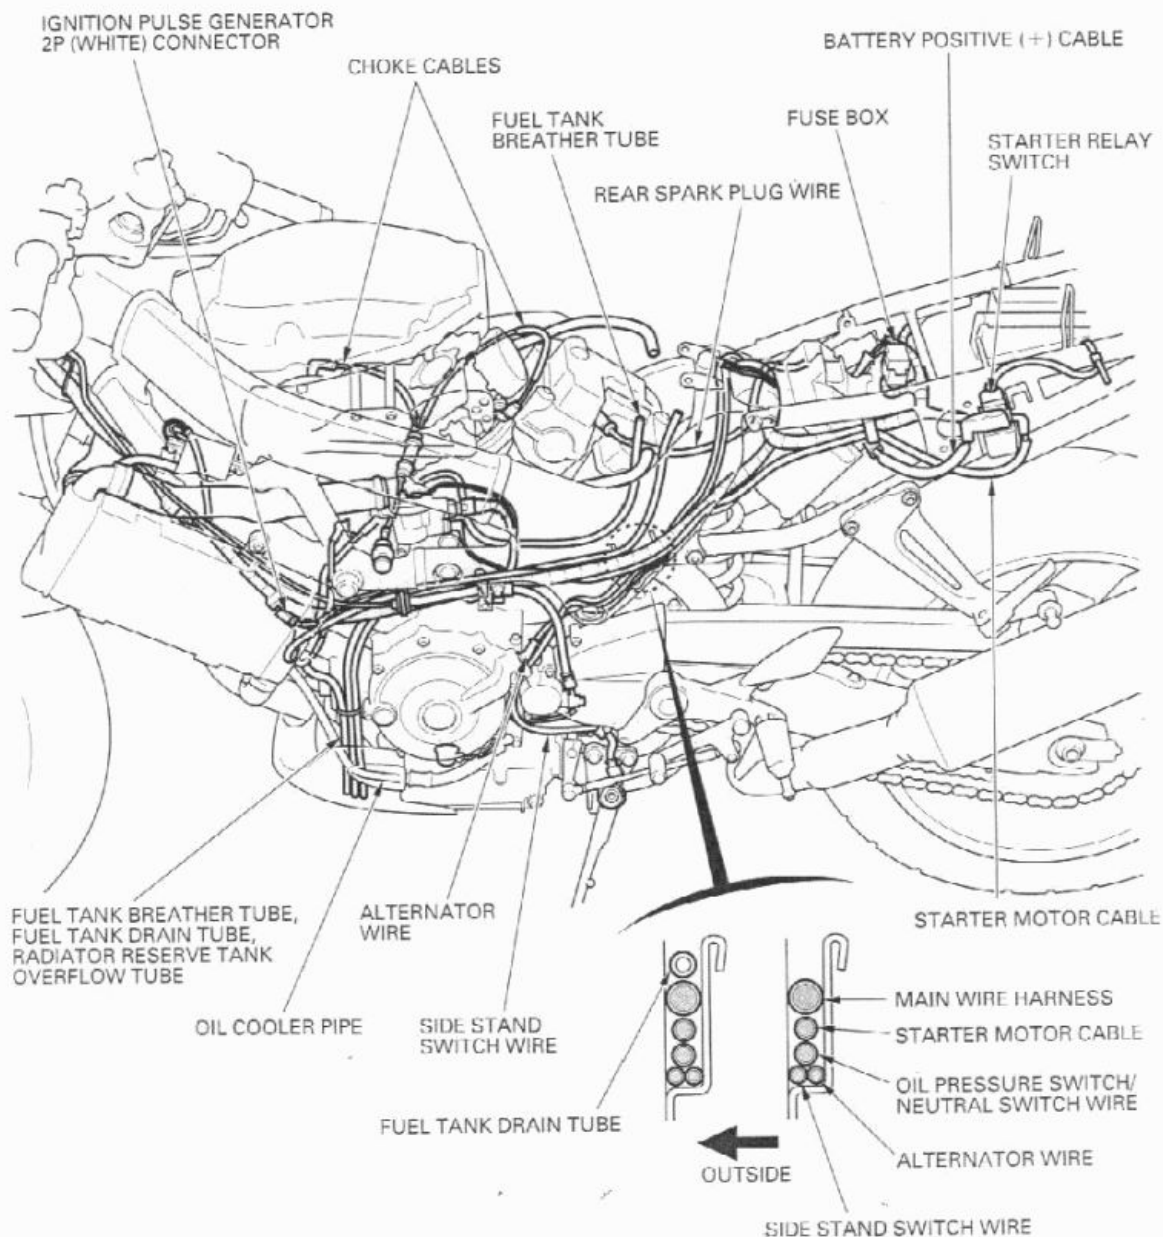 IGNITION PULSE GENERATOR
2P (WHITE) CONNECTOR
CHOKE CABLES
BATTERY POSITIVE (+) CABLE
FUEL TANK
BREATHER TUBE
FUSE BOX
STARTER RELAY
SWITCH
REAR SPARK PLUG WIRE
FUEL TANK BREATHER TUBE,
FUEL TANK DRAIN TUBE,
RADIATOR RESERVE TANK
OVERFLOW TUBE
ALTERNATOR
WIRE
STARTER MOTOR CABLE
OIL COOLER PIPE
SIDE STAND
SWITCH WIRE
MAIN WIRE HARNESS
STARTER MOTOR CABLE
OIL PRESSURE SWITCH/
NEUTRAL SWITCH WIRE
FUEL TANK DRAIN TUBE
ALTERNATOR WIRE
OUTSIDE
SIDE STAND SWITCH WIRE